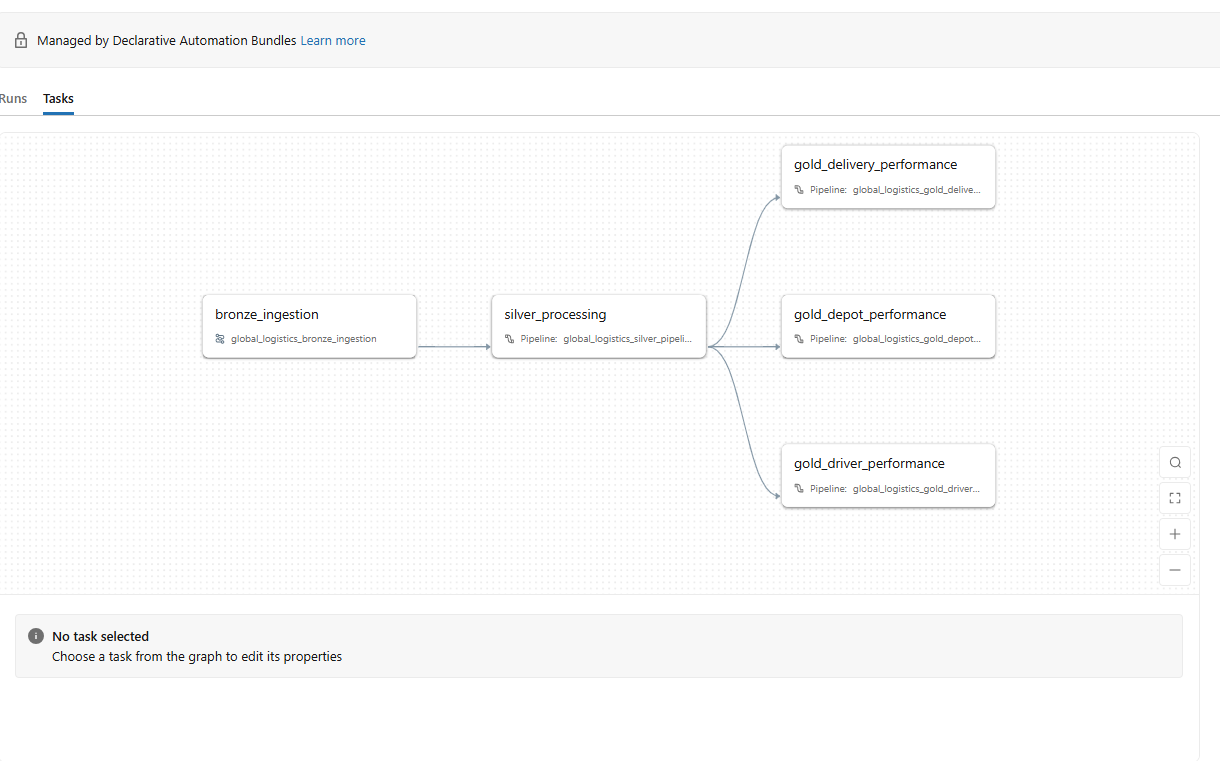 Managed by Declarative Automation Bundles Learn more
Runs Tasks
gold_delivery_performance
Pipeline: global_logistics_gold_delive...
bronze_ingestion
global_logistics_bronze_ingestion
silver_processing
Pipeline: global_logistics_silver_pipeli...
gold_depot_performance
Pipeline: global_logistics_gold_depot...
gold_driver_performance
Pipeline: global_logistics_gold_driver...
No task selected
Choose a task from the graph to edit its properties